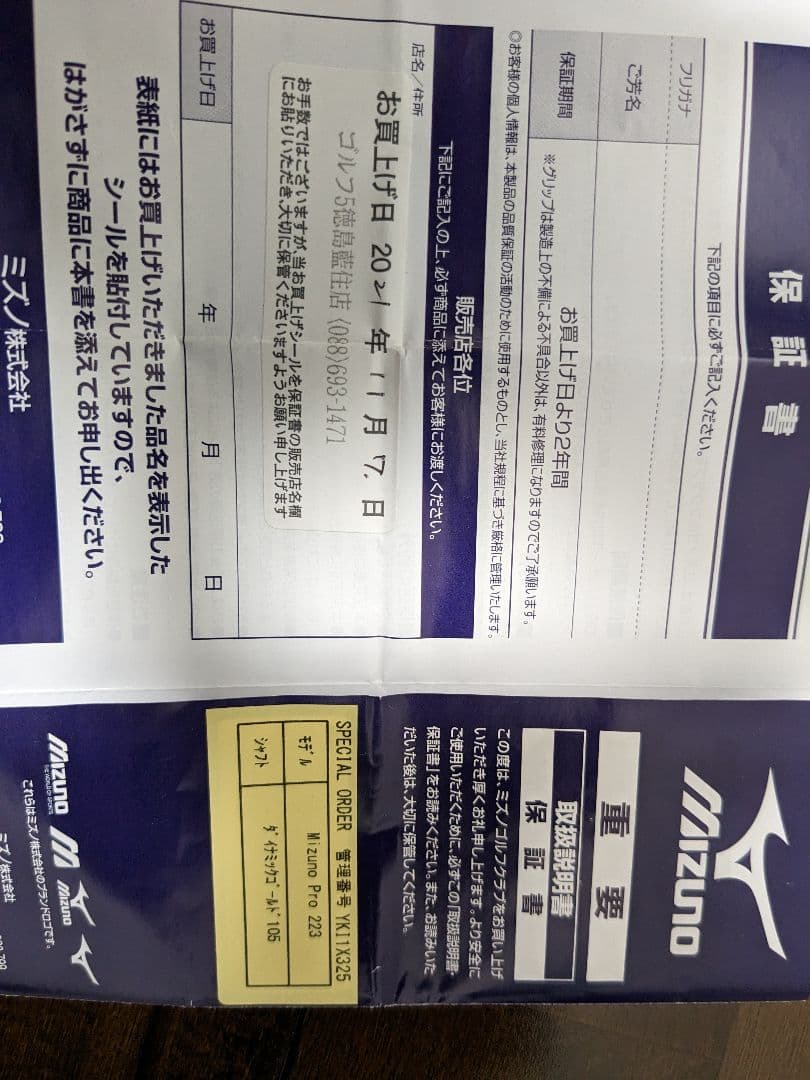 保証書
下記の項目に必ずご記入ください。
フリガナ
ご芳名
保証期間
お買上げ日より2年間
※グリップは製造上の不備による不具合以外は、有料修理になりますのでご了承願います。
◎お客様の個人情報は、本製品の品質保証の活動のために使用するものとし、当社規程に基づき厳格に管理いたします。
販売店各位
下記にご記入の上、必ず商品に添えてお客様にお渡しください。
店名／住所
お買上げ日 2021年 11月 17日
ゴルフ5徳島藍住店 (088)693-1471
お手数ではございますが、当お買上げシールを保証書の販売店名欄
にお貼りいただき、大切に保管くださいますようお願い申し上げます
お買上げ日 年 月 日
表紙にはお買上げいただきました品名を表示した
シールを貼付していますので、
はがさずに商品に本書を添えてお申し出ください。
ミズノ株式会社
MIZUNO
重要
取扱説明書
保証書
この度は、ミズノゴルフクラブをお買い上げ
いただき厚くお礼申し上げます。より安全に
ご使用いただくために、必ずこの「取扱説明書・
保証書」をお読みください。また、お読みいた
だいた後は、大切に保管してください。
SPECIAL ORDER 管理番号 YKI1X325
ﾓﾃﾞﾙ Mizuno Pro 223
ｼｬﾌﾄ ﾀﾞｲﾅﾐｯｸｺﾞｰﾙﾄﾞ105
MIZUNO MIZUNO
これらはミズノ株式会社のブランドロゴです。
ミズノ株式会社